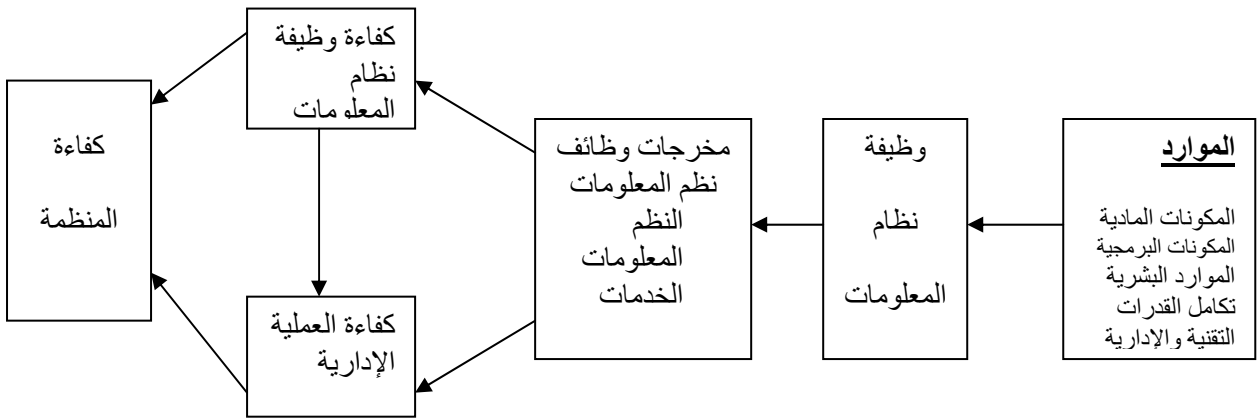 الموارد
المكونات المادية
المكونات البرمجية
الموارد البشرية
تكامل القدرات
التقنية والإدارية
وظيفة
نظام
المعلومات
مخرجات وظائف
نظم المعلومات
النظم
المعلومات
الخدمات
كفاءة وظيفة
نظام
المعلومات
كفاءة العملية
الإدارية
كفاءة
المنظمة